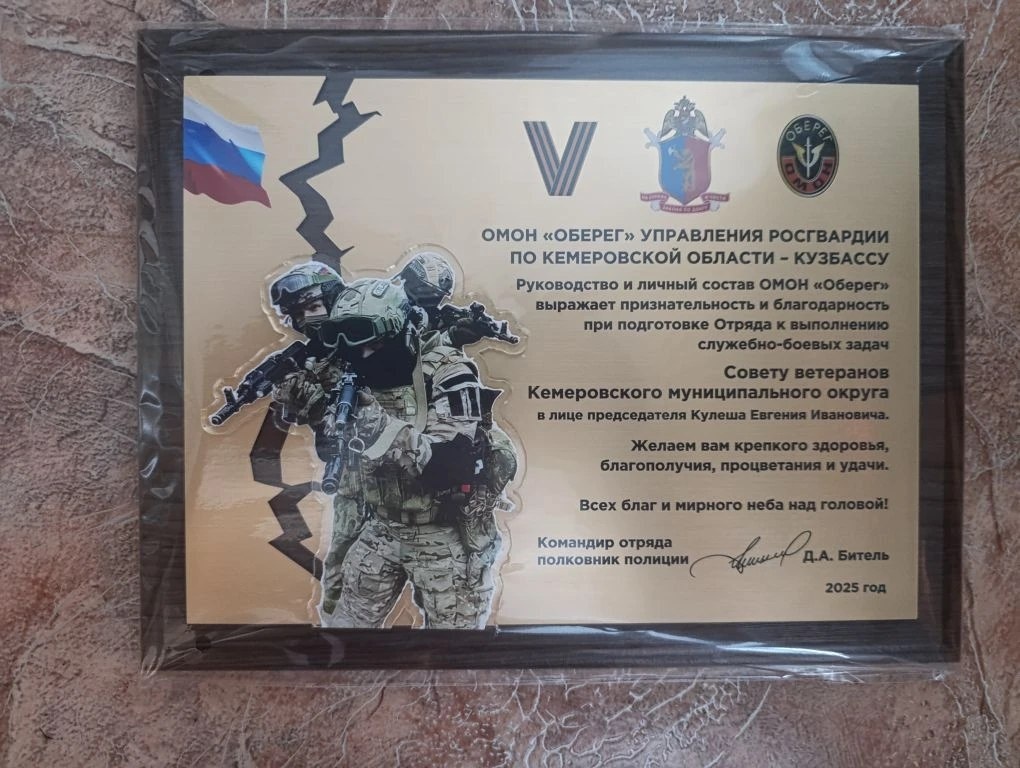 V
ОБЕРЕГ
ОМОН
ОМОН «ОБЕРЕГ» УПРАВЛЕНИЯ РОСГВАРДИИ
ПО КЕМЕРОВСКОЙ ОБЛАСТИ – КУЗБАССУ
Руководство и личный состав ОМОН «Оберег»
выражает признательность и благодарность
при подготовке Отряда к выполнению
служебно-боевых задач
Совету ветеранов
Кемеровского муниципального округа
в лице председателя Кулеша Евгения Ивановича.
Желаем вам крепкого здоровья,
благополучия, процветания и удачи.
Всех благ и мирного неба над головой!
Командир отряда
полковник полиции Д.А. Битель
2025 год